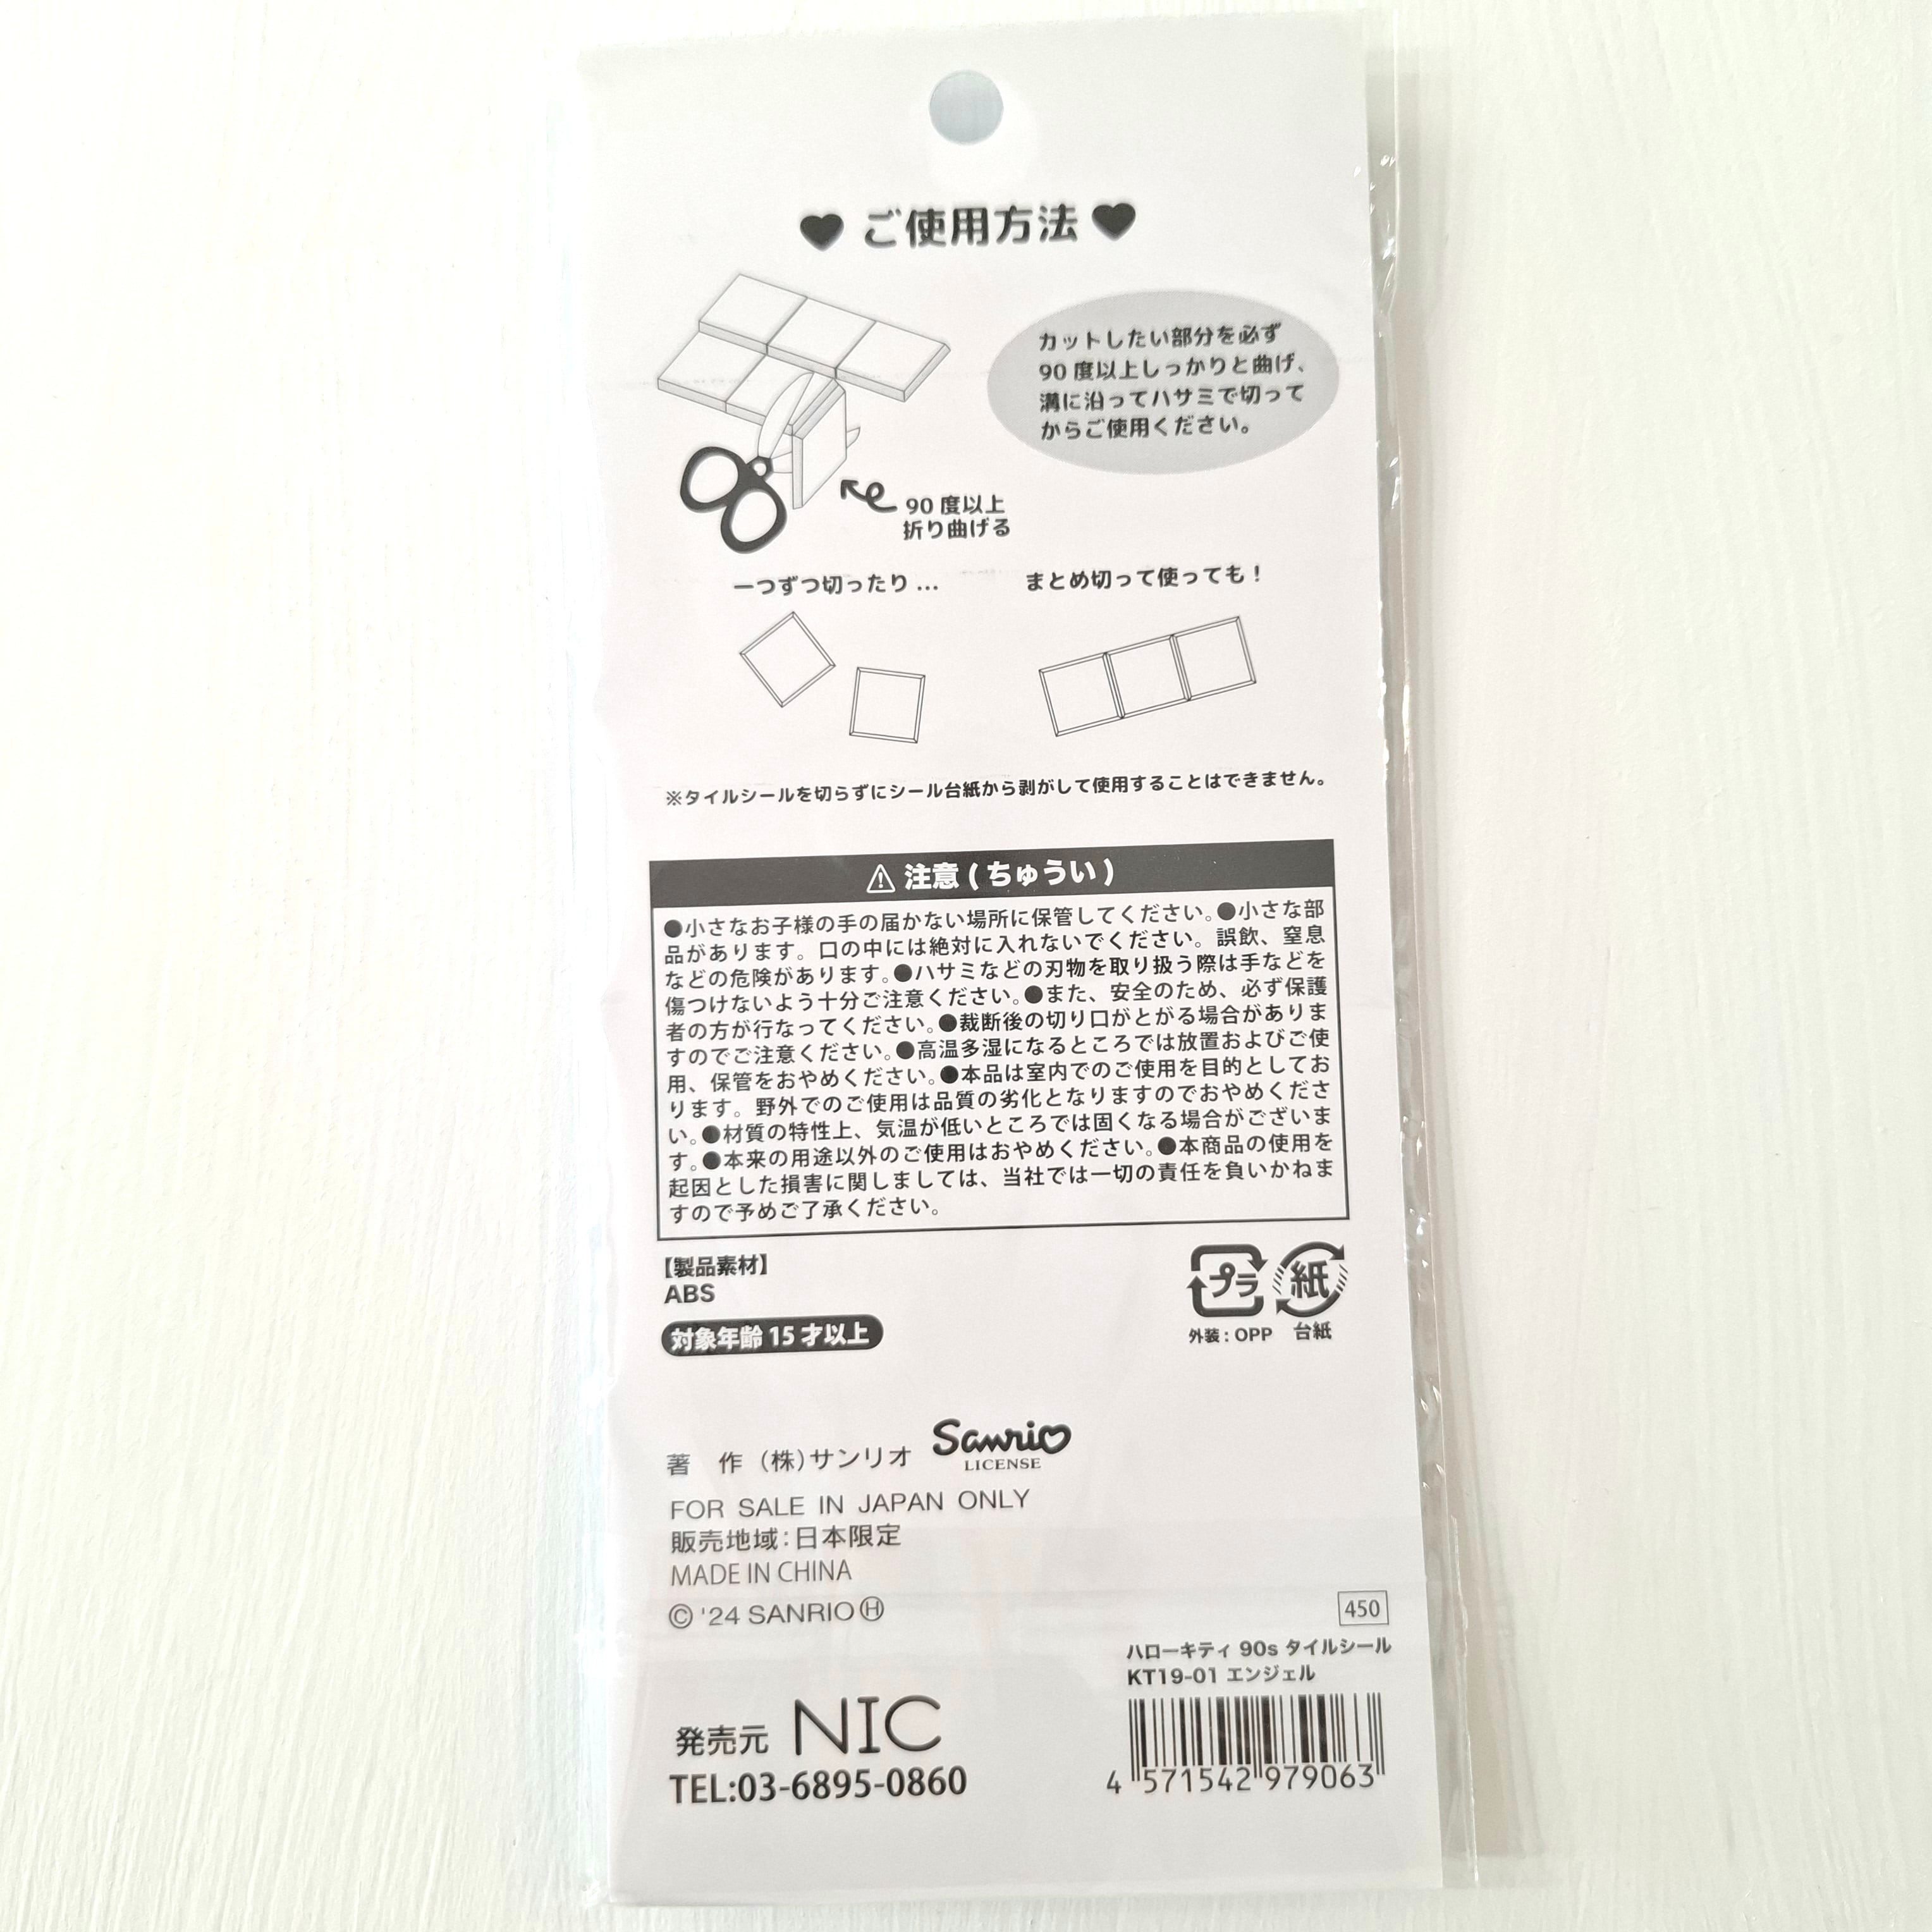 ♥ ご使用方法 ♥
カットしたい部分を必ず
90 度以上しっかりと曲げ、
溝に沿ってハサミで切って
からご使用ください。
90 度以上
折り曲げる
一つずつ切ったり ...
まとめ切って使っても！
※タイルシールを切らずにシール台紙から剥がして使用することはできません。
⚠ 注意 ( ちゅうい )
●小さなお子様の手の届かない場所に保管してください。●小さな部
品があります。口の中には絶対に入れないでください。誤飲、窒息
などの危険があります。●ハサミなどの刃物を取り扱う際は手などを
傷つけないよう十分ご注意ください。●また、安全のため、必ず保護
者の方が行なってください。●裁断後の切り口がとがる場合がありま
すのでご注意ください。●高温多湿になるところでは放置およびご使
用、保管をおやめください。●本品は室内でのご使用を目的としてお
ります。野外でのご使用は品質の劣化となりますのでおやめくださ
い。●材質の特性上、気温が低いところでは固くなる場合がございま
す。●本来の用途以外のご使用はおやめください。●本商品の使用を
起因とした損害に関しましては、当社では一切の責任を負いかねま
すので予めご了承ください。
【製品素材】
ABS
対象年齢 15 才以上
プラ 紙
外装 : OPP 台紙
著　作 (株)サンリオ Sanrio
LICENSE
FOR SALE IN JAPAN ONLY
販売地域:日本限定
MADE IN CHINA
© '24 SANRIO Ⓗ
450
ハローキティ 90s タイルシール
KT19-01 エンジェル
発売元 NIC
TEL:03-6895-0860
4 571542 979063